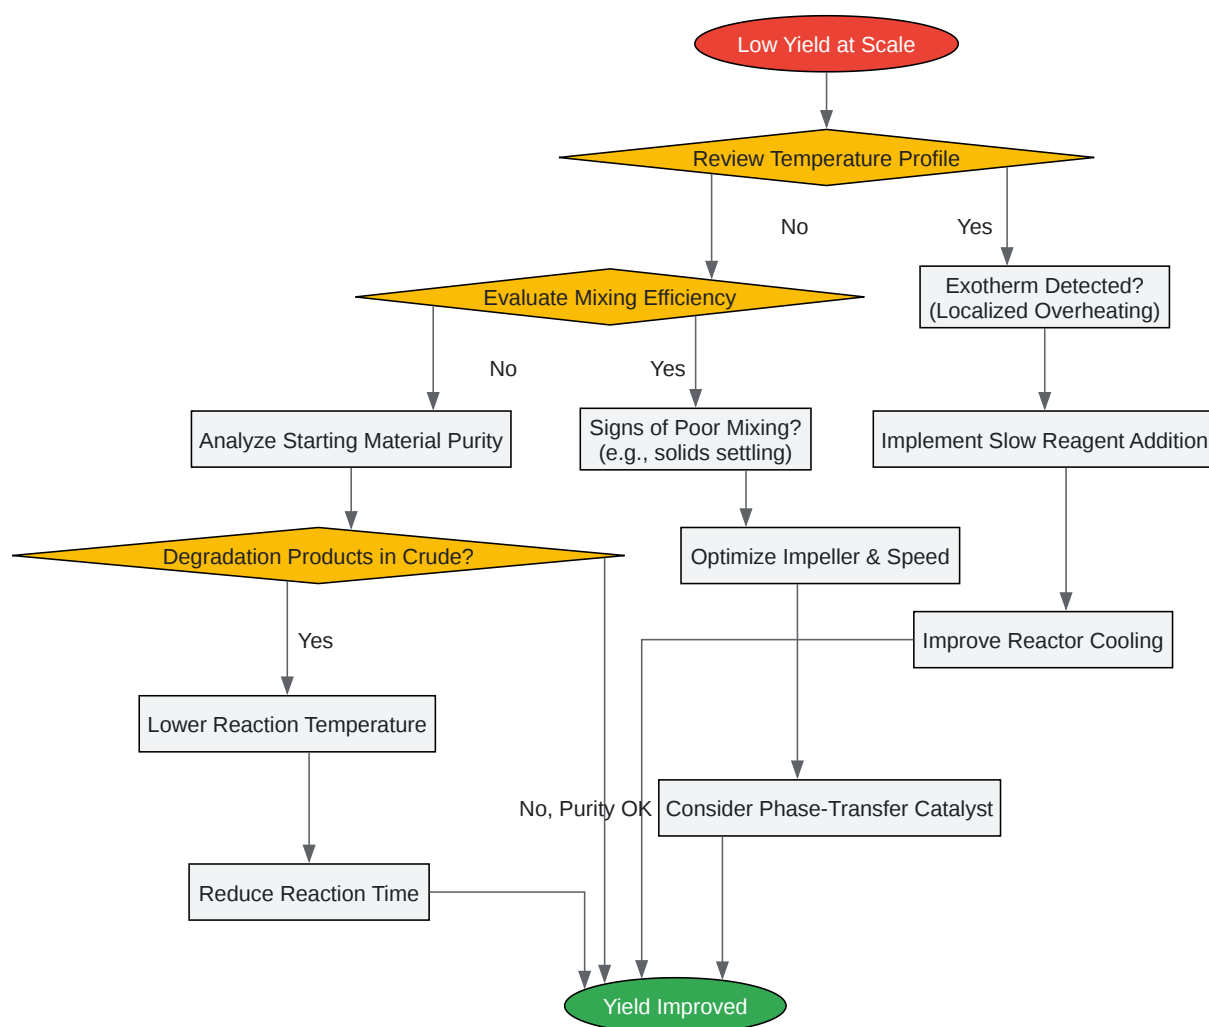 Low Yield at Scale
Review Temperature Profile
No
Yes
Evaluate Mixing Efficiency
Exotherm Detected?
(Localized Overheating)
No
Yes
Analyze Starting Material Purity
Signs of Poor Mixing?
(e.g., solids settling)
Implement Slow Reagent Addition
Degradation Products in Crude?
Optimize Impeller & Speed
Yes
Improve Reactor Cooling
Lower Reaction Temperature
No, Purity OK
Consider Phase-Transfer Catalyst
Reduce Reaction Time
Yield Improved